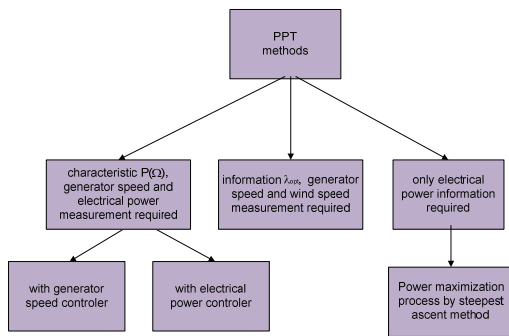 PPT
methods
characteristic P(Ω),
generator speed and
electrical power
measurement required
information λopt, generator
speed and wind speed
measurement required
only electrical
power information
required
with generator
speed controler
with electrical
power controler
Power maximization
process by steepest
ascent method